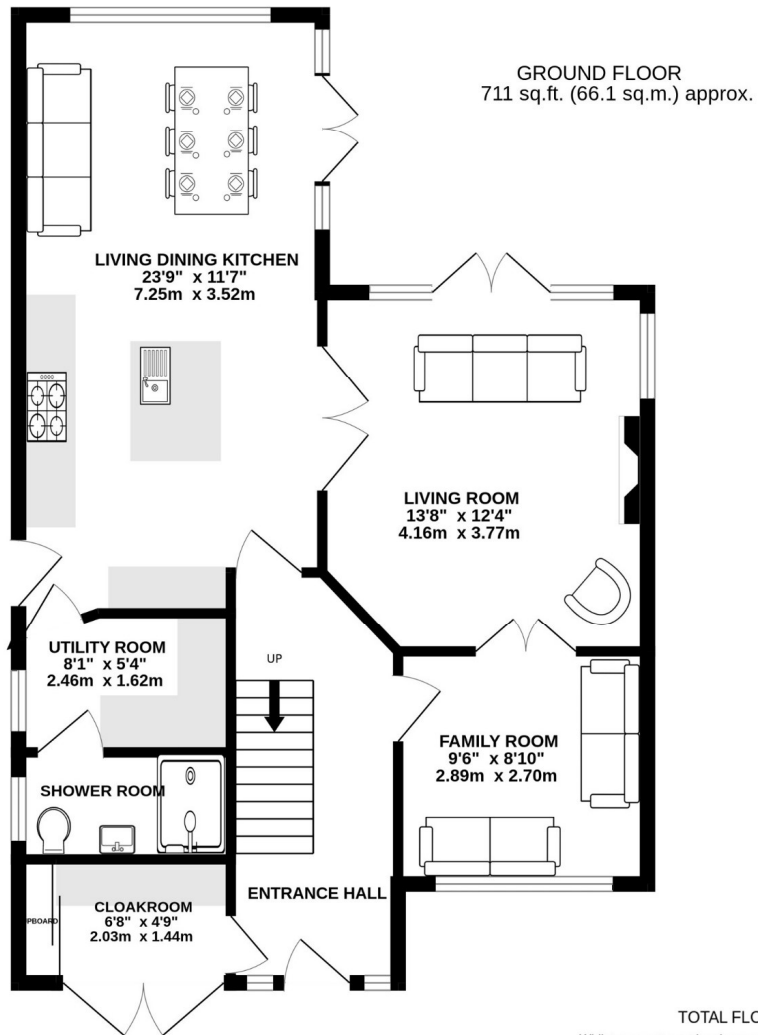 GROUND FLOOR
711 sq.ft. (66.1 sq.m.) approx.
LIVING DINING KITCHEN
23'9" x 11'7"
7.25m x 3.52m
LIVING ROOM
13'8" x 12'4"
4.16m x 3.77m
UTILITY ROOM
8'1" x 5'4"
2.46m x 1.62m
UP
FAMILY ROOM
9'6" x 8'10"
2.89m x 2.70m
SHOWER ROOM
ENTRANCE HALL
CLOAKROOM
6'8" x 4'9"
2.03m x 1.44m
PBOARD
TOTAL FLO